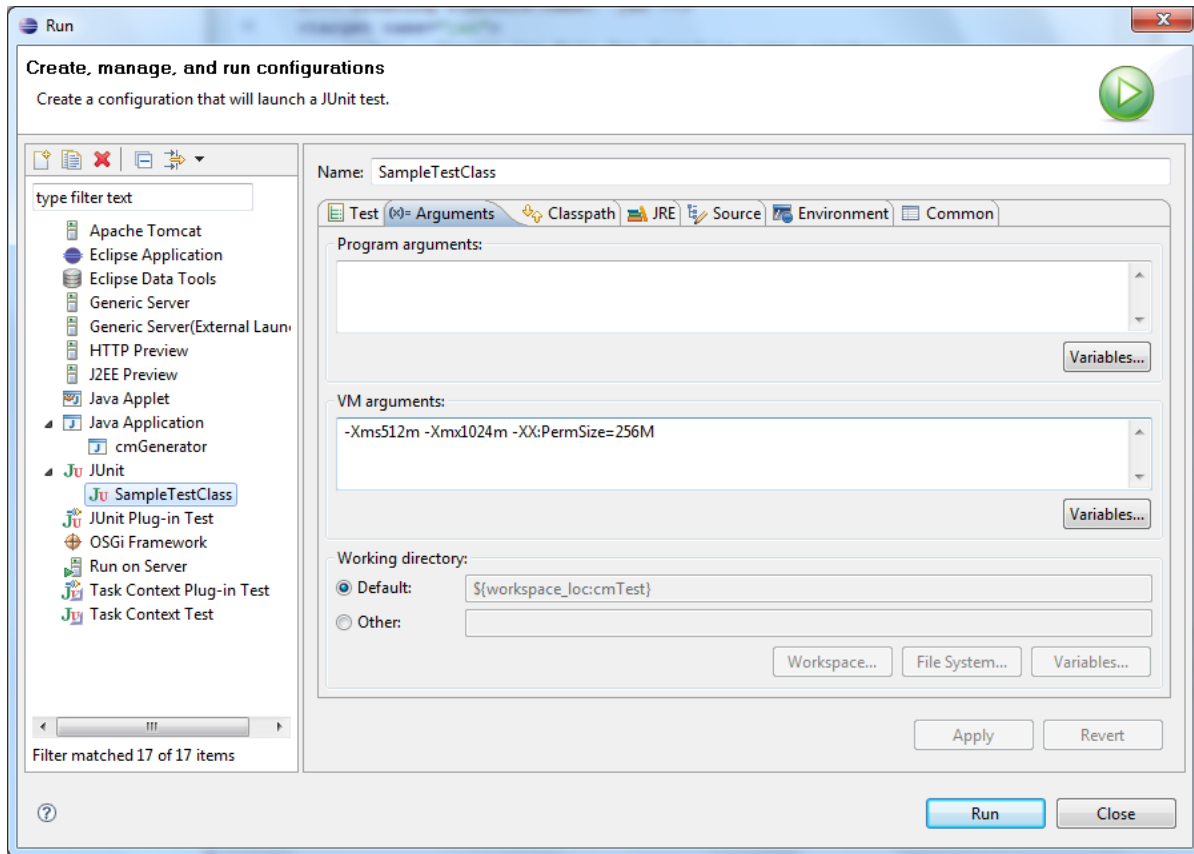 Run
Create, manage, and run configurations
Create a configuration that will launch a JUnit test.
type filter text
Apache Tomcat
Eclipse Application
Eclipse Data Tools
Generic Server
Generic Server(External Laun
HTTP Preview
J2EE Preview
Java Applet
Java Application
cmGenerator
JUnit
SampleTestClass
JUnit Plug-in Test
OSGi Framework
Run on Server
Task Context Plug-in Test
Task Context Test
Filter matched 17 of 17 items
Name: SampleTestClass
Test (x)= Arguments Classpath JRE Source Environment Common
Program arguments:
Variables...
VM arguments:
-Xms512m -Xmx1024m -XX:PermSize=256M
Variables...
Working directory:
Default: ${workspace_loc:cmTest}
Other:
Workspace... File System... Variables...
Apply Revert
Run Close